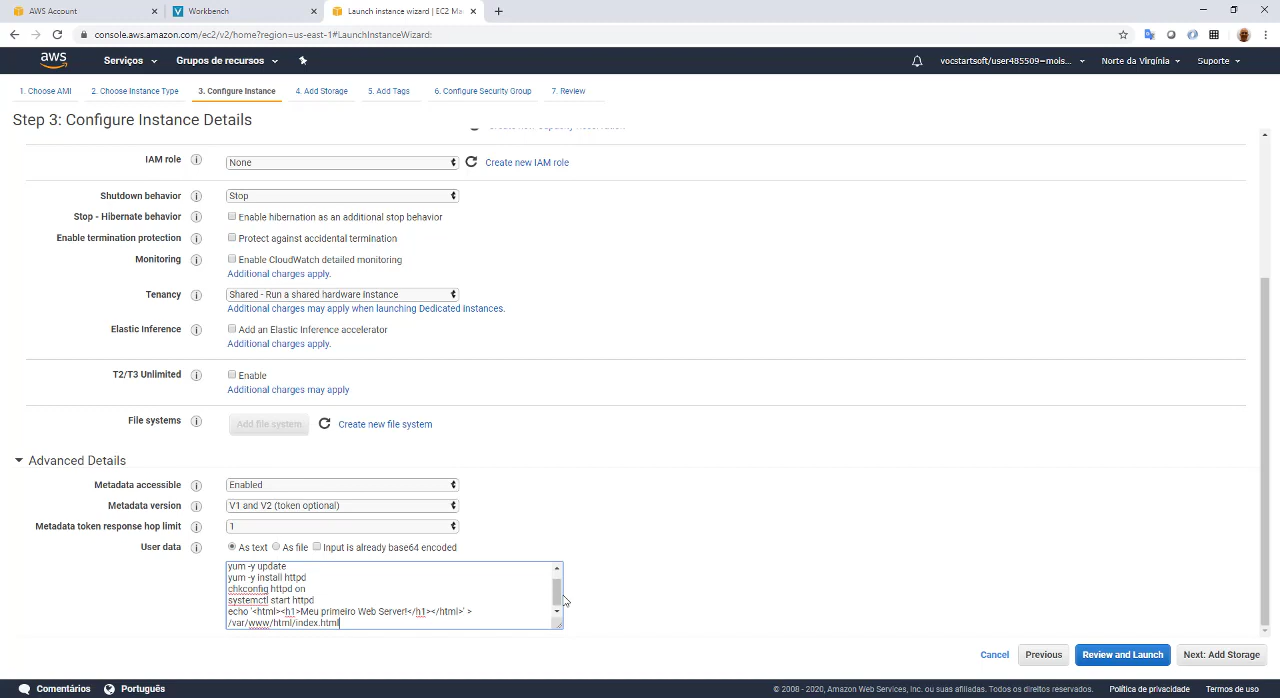 AWS Account
Workbench
Launch instance wizard | EC2 Ma
console.aws.amazon.com/ec2/v2/home?region=us-east-1#LaunchInstanceWizard:
aws
Serviços
Grupos de recursos
vocstartsoft/user485509=mois...
Norte da Virgínia
Suporte
1. Choose AMI
2. Choose Instance Type
3. Configure Instance
4. Add Storage
5. Add Tags
6. Configure Security Group
7. Review
Step 3: Configure Instance Details
Create new Capacity Reservation
IAM role
None
Create new IAM role
Shutdown behavior
Stop
Stop - Hibernate behavior
Enable hibernation as an additional stop behavior
Enable termination protection
Protect against accidental termination
Monitoring
Enable CloudWatch detailed monitoring
Additional charges apply.
Tenancy
Shared - Run a shared hardware instance
Additional charges may apply when launching Dedicated instances.
Elastic Inference
Add an Elastic Inference accelerator
Additional charges apply.
T2/T3 Unlimited
Enable
Additional charges may apply
File systems
Add file system
Create new file system
Advanced Details
Metadata accessible
Enabled
Metadata version
V1 and V2 (token optional)
Metadata token response hop limit
1
User data
As text
As file
Input is already base64 encoded
yum -y update
yum -y install httpd
chkconfig httpd on
systemctl start httpd
echo '<html><h1>Meu primeiro Web Server!</h1></html>' >
/var/www/html/index.html
Cancel
Previous
Review and Launch
Next: Add Storage
Comentários
Português
© 2008 - 2020, Amazon Web Services, Inc. ou suas afiliadas. Todos os direitos reservados.
Política de privacidade
Termos de uso